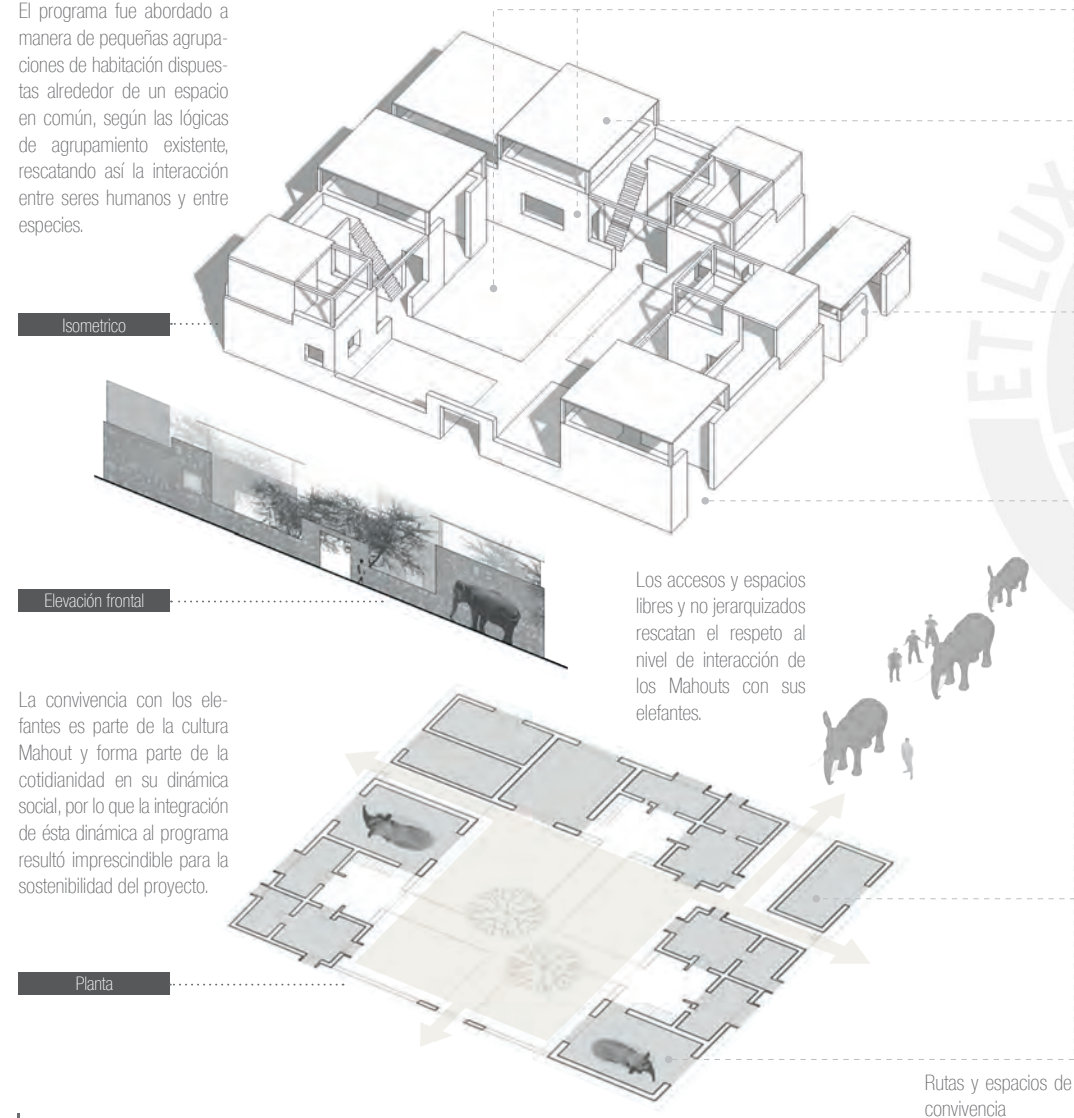 El programa fue abordado a
manera de pequeñas agrupa-
ciones de habitación dispues-
tas alrededor de un espacio
en común, según las lógicas
de agrupamiento existente,
rescatando así la interacción
entre seres humanos y entre
especies.
Isometrico
ET LUX
Elevación frontal
Los accesos y espacios
libres y no jerarquizados
rescatan el respeto al
nivel de interacción de
los Mahouts con sus
elefantes.
La convivencia con los ele-
fantes es parte de la cultura
Mahout y forma parte de la
cotidianidad en su dinámica
social, por lo que la integración
de ésta dinámica al programa
resultó imprescindible para la
sostenibilidad del proyecto.
Planta
Rutas y espacios de
convivencia